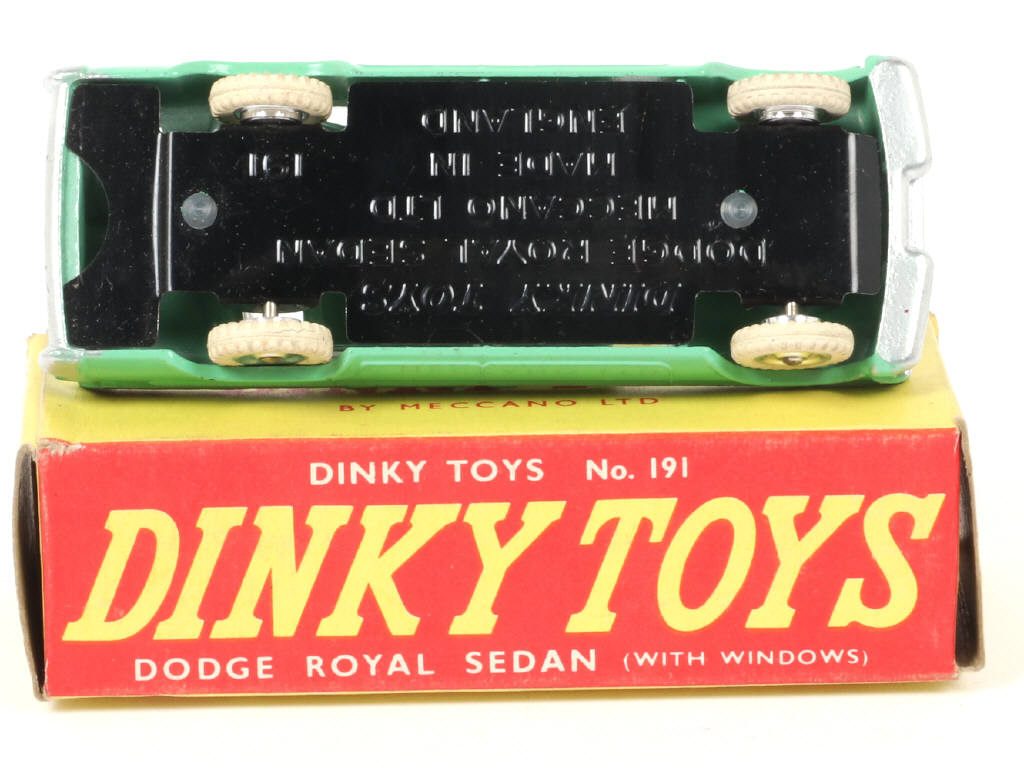 DINKY TOYS
DODGE ROYAL SEDAN
MECCANO LTD
MADE IN
ENGLAND
191
BY MECCANO LTD
DINKY TOYS No. 191
DINKY TOYS
DODGE ROYAL SEDAN (WITH WINDOWS)